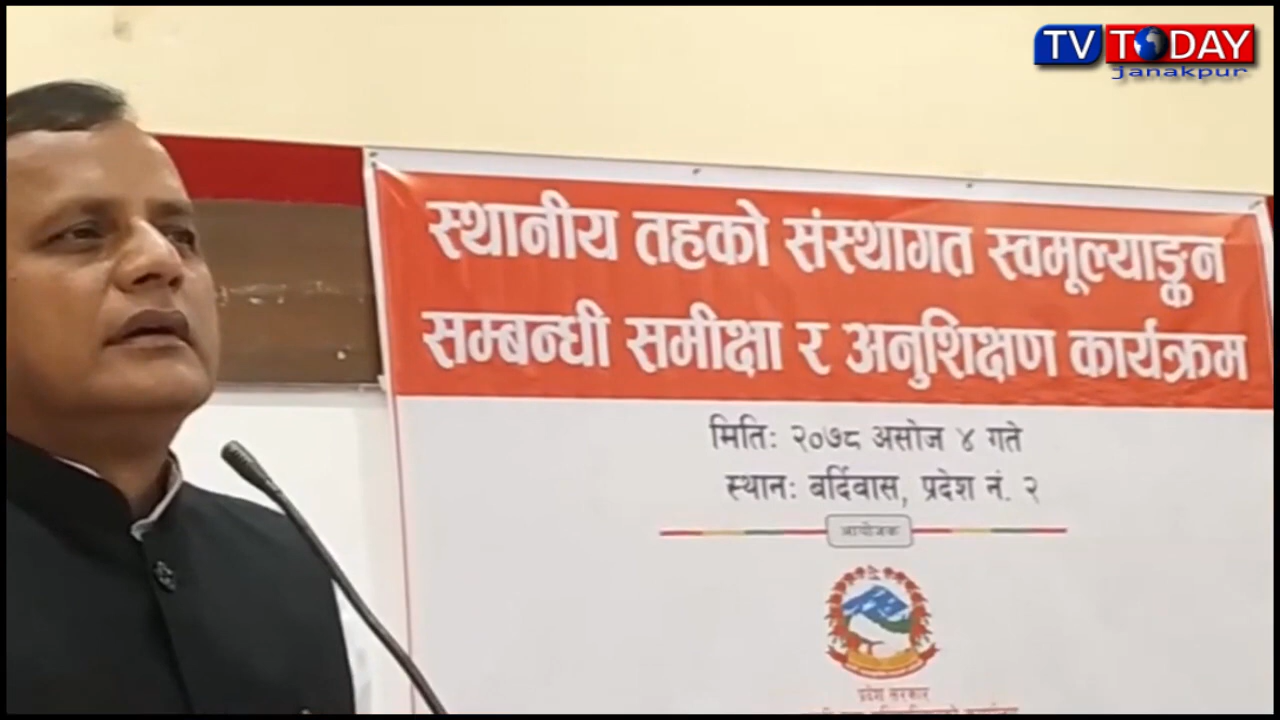 TV TODAY
Janakpur
स्थानीय तहको संस्थागत स्वमूल्याङ्कन
सम्बन्धी समीक्षा र अनुशिक्षण कार्यक्रम
मितिः २०७८ असोज ४ गते
स्थानः बर्दिवास, प्रदेश नं. २
आयोजक
प्रदेश सरकार